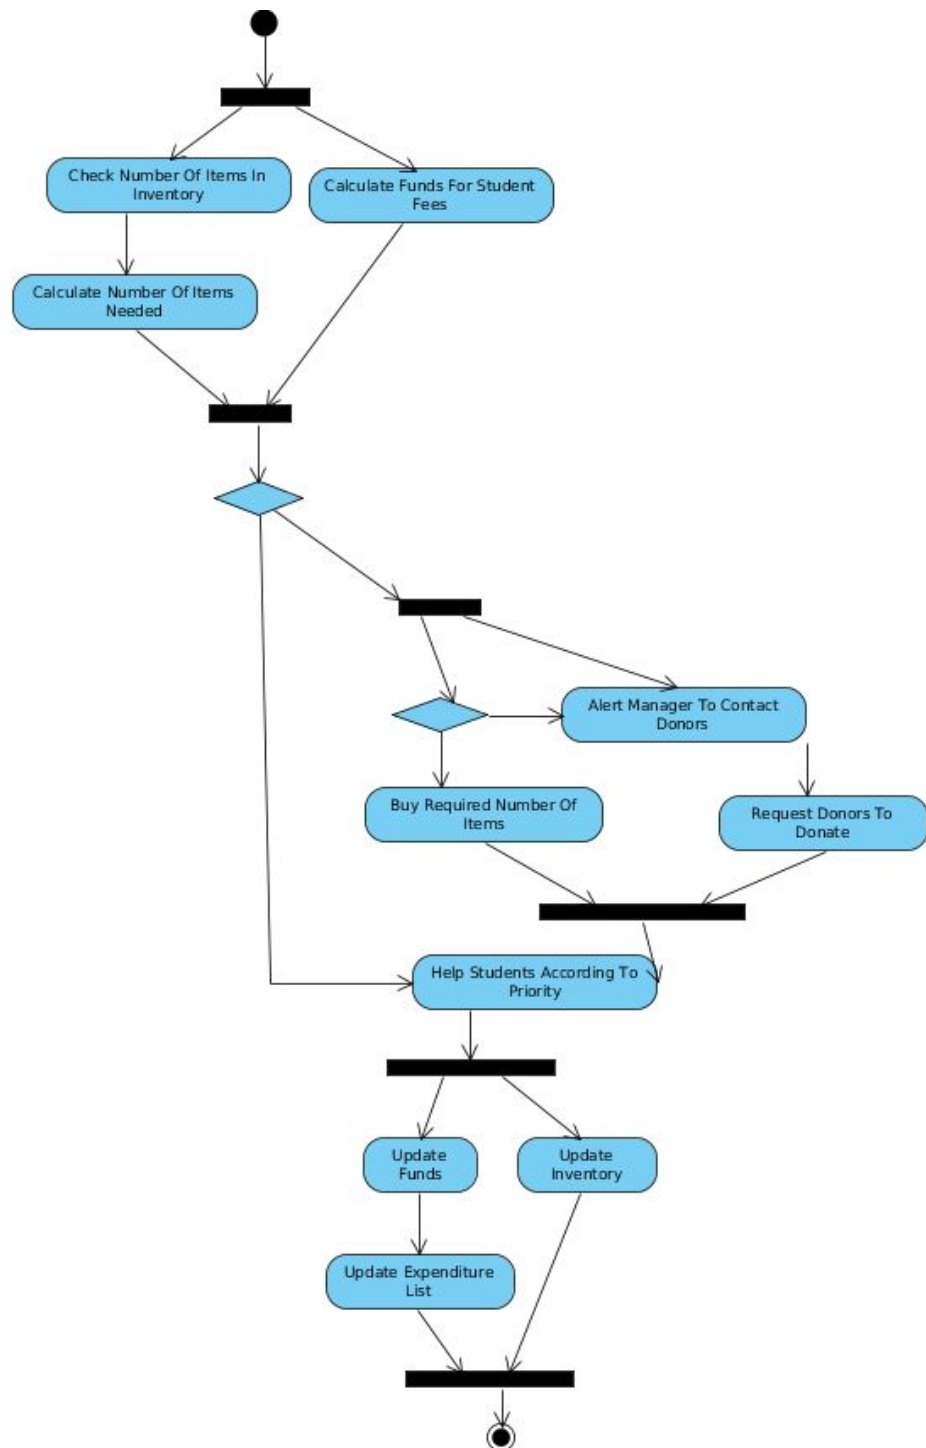 Check Number Of Items In
Inventory
Calculate Funds For Student
Fees
Calculate Number Of Items
Needed
Alert Manager To Contact
Donors
Buy Required Number Of
Items
Request Donors To
Donate
Help Students According To
Priority
Update
Funds
Update
Inventory
Update Expenditure
List